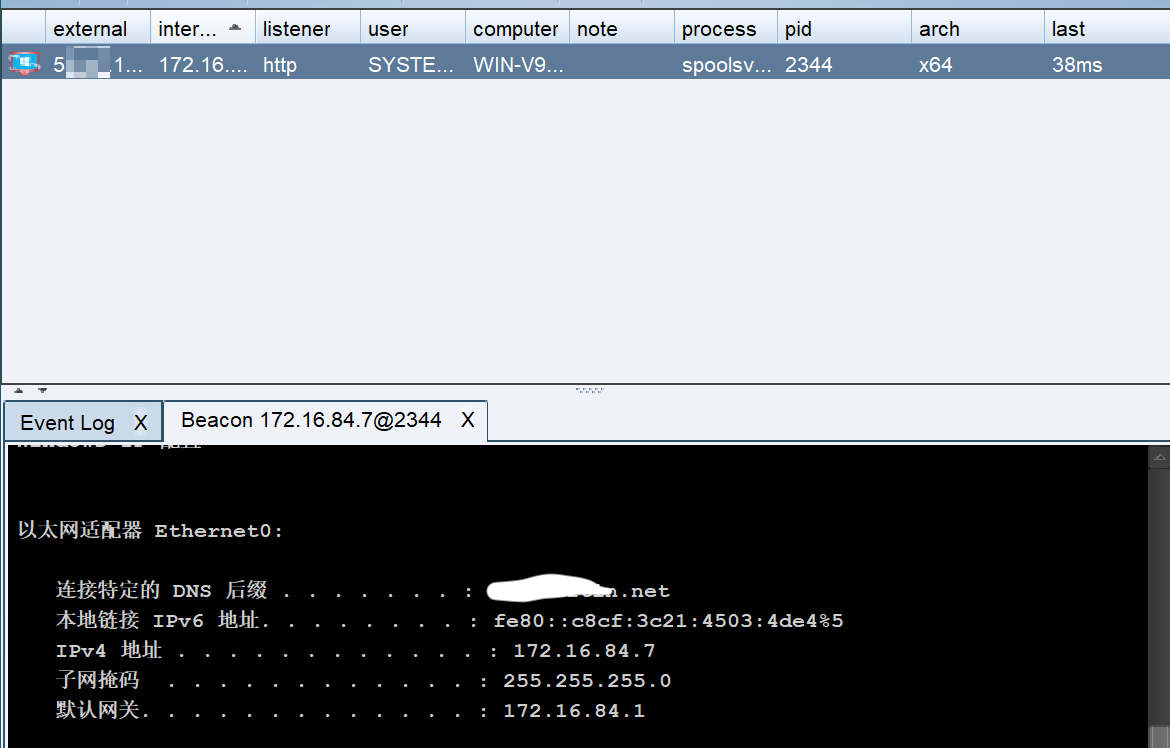 external inter... listener user computer note process pid arch last
5 .1... 172.16.... http SYSTE... WIN-V9... spoolsv... 2344 x64 38ms
Event Log X Beacon 172.16.84.7@2344 X
以太网适配器 Ethernet0:
连接特定的 DNS 后缀 . . . . . . . : .net
本地链接 IPv6 地址. . . . . . . . : fe80::c8cf:3c21:4503:4de4%5
IPv4 地址 . . . . . . . . . . . . : 172.16.84.7
子网掩码 . . . . . . . . . . . . : 255.255.255.0
默认网关. . . . . . . . . . . . . : 172.16.84.1